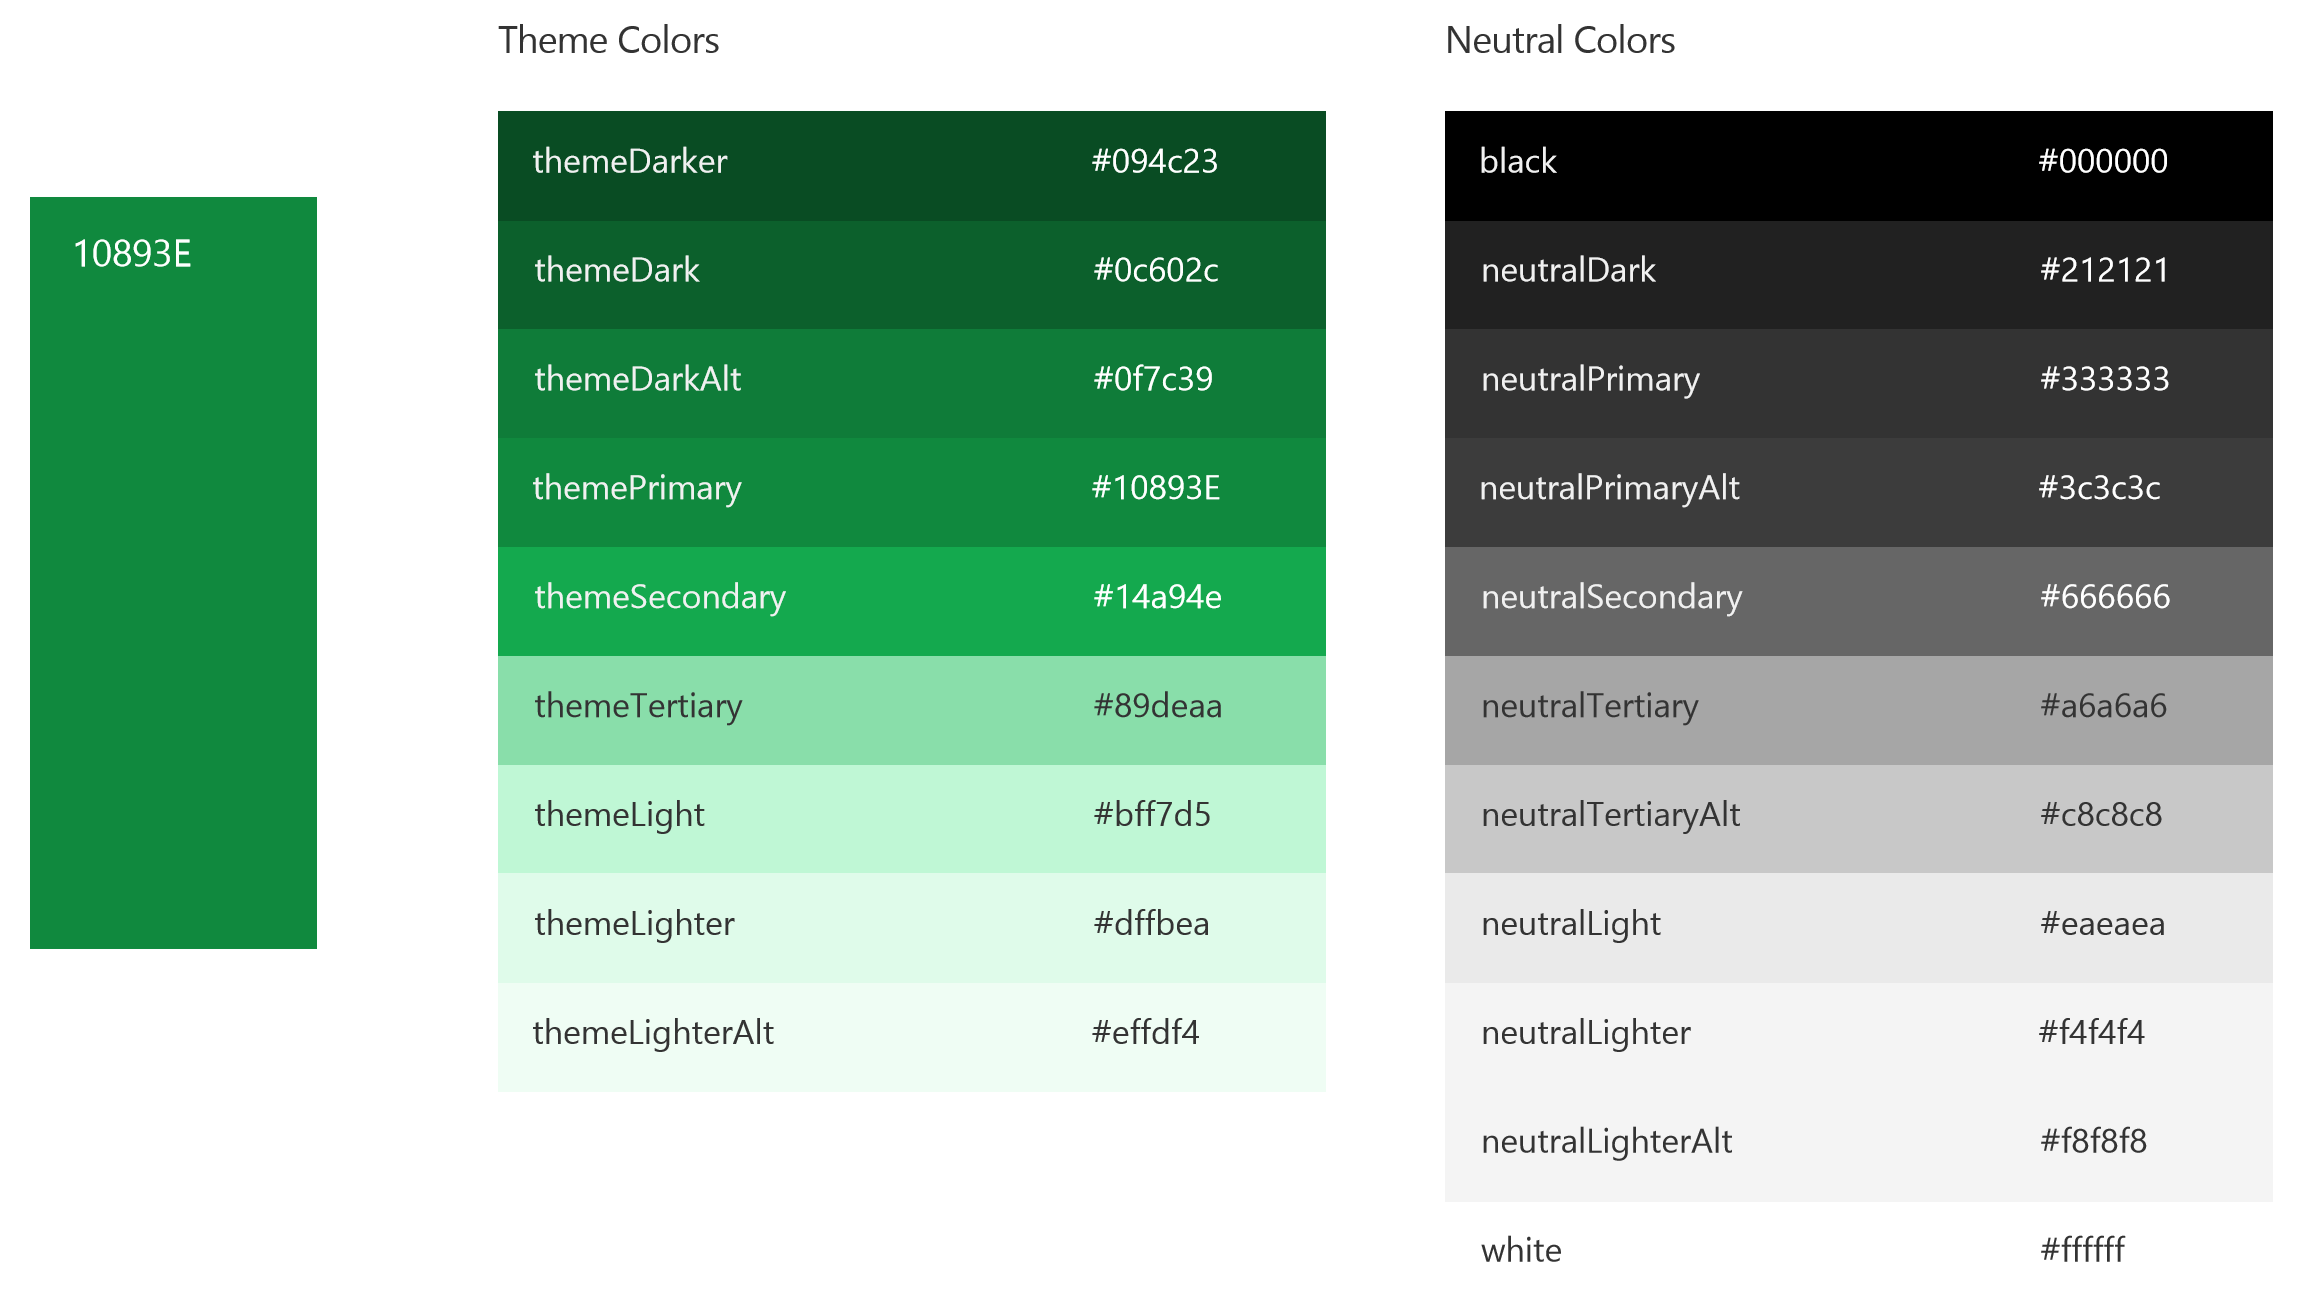 10893E
Theme Colors
themeDarker #094c23
themeDark #0c602c
themeDarkAlt #0f7c39
themePrimary #10893E
themeSecondary #14a94e
themeTertiary #89deaa
themeLight #bff7d5
themeLighter #dffbea
themeLighterAlt #effdf4
Neutral Colors
black #000000
neutralDark #212121
neutralPrimary #333333
neutralPrimaryAlt #3c3c3c
neutralSecondary #666666
neutralTertiary #a6a6a6
neutralTertiaryAlt #c8c8c8
neutralLight #eaeaea
neutralLighter #f4f4f4
neutralLighterAlt #f8f8f8
white #ffffff